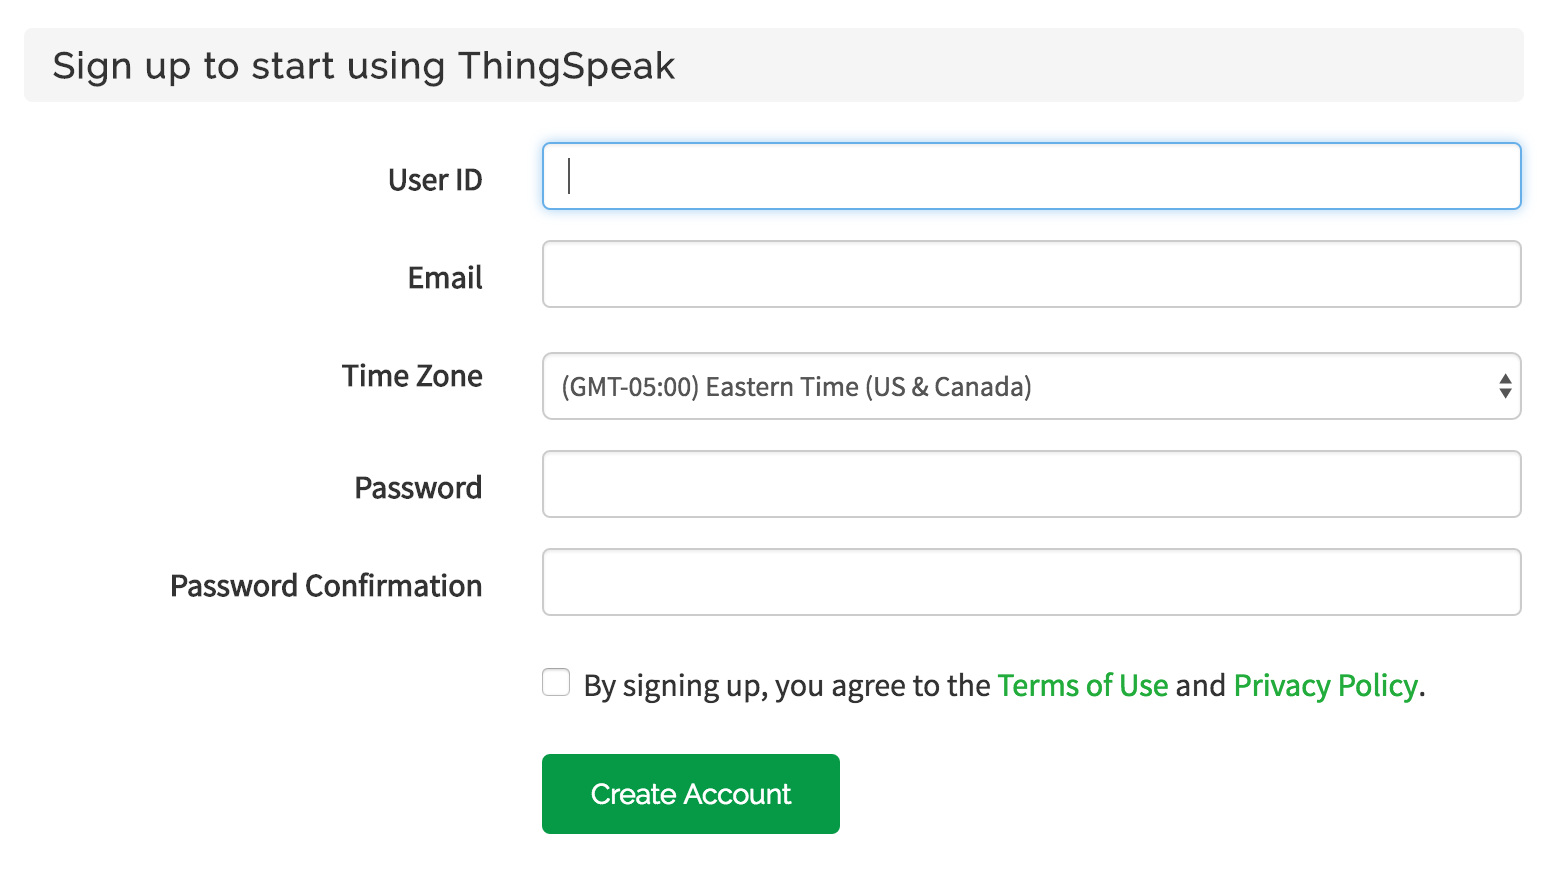 Sign up to start using ThingSpeak
User ID
Email
Time Zone
(GMT-05:00) Eastern Time (US & Canada)
Password
Password Confirmation
By signing up, you agree to the Terms of Use and Privacy Policy.
Create Account